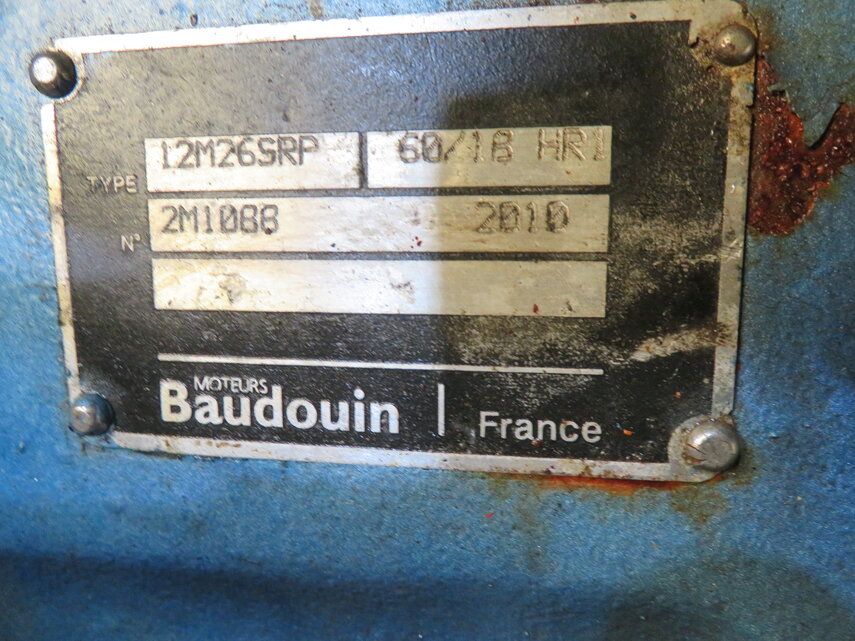 TYPE 12M26SRP 60/18 HR1
N° 2M1088 2010
MOTEURS
Baudouin | France